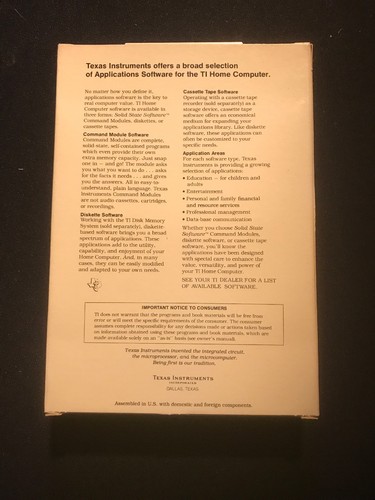 Texas Instruments offers a broad selection
of Applications Software for the TI Home Computer.
No matter how you define it,
applications software is the key to
real computer value. TI Home
Computer software is available in
three forms: Solid State Software™
Command Modules, diskettes, or
cassette tapes.
Command Module Software
Command Modules are complete,
solid-state, self-contained programs
which even provide their own
extra memory capacity. Just snap
one in — and go! The module asks
you what you want to do . . . asks
for the facts it needs . . . and gives
you the answers. All in easy-to-
understand, plain language. Texas
Instruments Command Modules
are not audio cassettes, cartridges,
or recordings.
Diskette Software
Working with the TI Disk Memory
System (sold separately), diskette-
based software brings you a broad
spectrum of applications. These
applications add to the utility,
capability, and enjoyment of your
Home Computer. And, in many
cases, they can be easily modified
and adapted to your own needs.
Cassette Tape Software
Operating with a cassette tape
recorder (sold separately) as a
storage device, cassette tape
software offers an economical
medium for expanding your
applications library. Like diskette
software, these applications can
often be customized to your
specific needs.
Application Areas
For each software type, Texas
Instruments is providing a growing
selection of applications:
• Education — for children and
adults
• Entertainment
• Personal and family financial
and resource services
• Professional management
• Data base communication
Whether you choose Solid State
Software™ Command Modules,
diskette software, or cassette tape
software, you'll know the
applications have been designed
with special care to enhance the
value, versatility, and power of
your TI Home Computer.
SEE YOUR TI DEALER FOR A LIST
OF AVAILABLE SOFTWARE.
IMPORTANT NOTICE TO CONSUMERS
TI does not warrant that the programs and book materials will be free from
error or will meet the specific requirements of the consumer. The consumer
assumes complete responsibility for any decisions made or actions taken based
on information obtained using these programs and book materials, which are
made available solely on an "as-is" basis (see owner's manual).
Texas Instruments invented the integrated circuit,
the microprocessor, and the microcomputer.
Being first is our tradition.
TEXAS INSTRUMENTS
INCORPORATED
DALLAS, TEXAS
Assembled in U.S. with domestic and foreign components